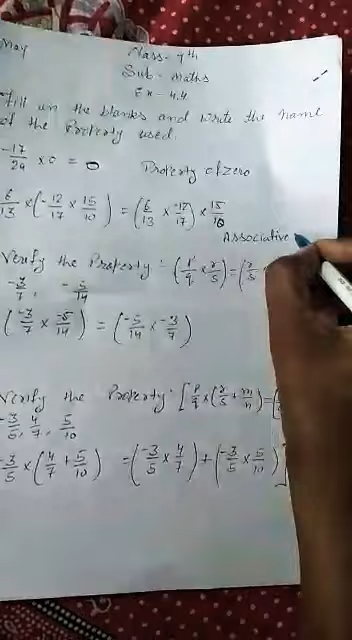 May
Class - 7th
Sub - Maths
Ex - 4.4
Fill in the blanks and write the name
of the Property used.
-17/24 × 0 = 0 Property of zero
6/13 × (-12/17 × 15/10) = (6/13 × -12/17) × 15/10
Associative
Verify the Property: (P/q × r/s) = (r/s
-3/7, -5/14
(-3/7 × -5/14) = (-5/14 × -3/7)
Verify the Property: [P/q × (r/s + m/n) =
-3/5, 4/7, 5/10
-3/5 × (4/7 + 5/10) = (-3/5 × 4/7) + (-3/5 × 5/10)]